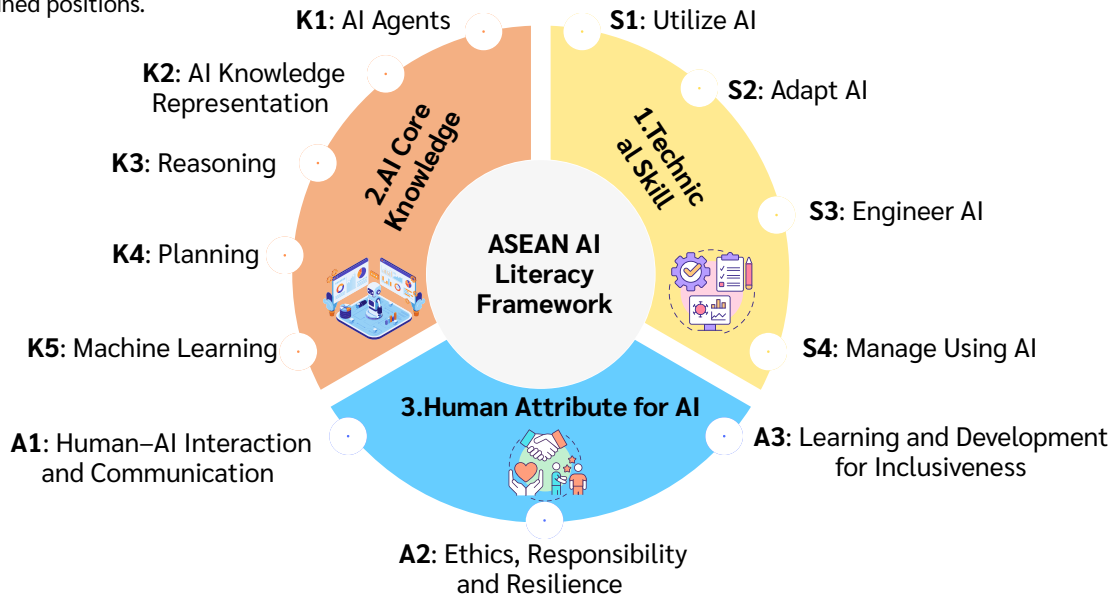 positions.
K1: AI Agents
K2: AI Knowledge
Representation
K3: Reasoning
K4: Planning
K5: Machine Learning
2.AI Core
Knowledge
S1: Utilize AI
S2: Adapt AI
S3: Engineer AI
S4: Manage Using AI
1.Technic
al Skill
ASEAN AI
Literacy
Framework
3.Human Attribute for AI
A1: Human–AI Interaction
and Communication
A2: Ethics, Responsibility
and Resilience
A3: Learning and Development
for Inclusiveness